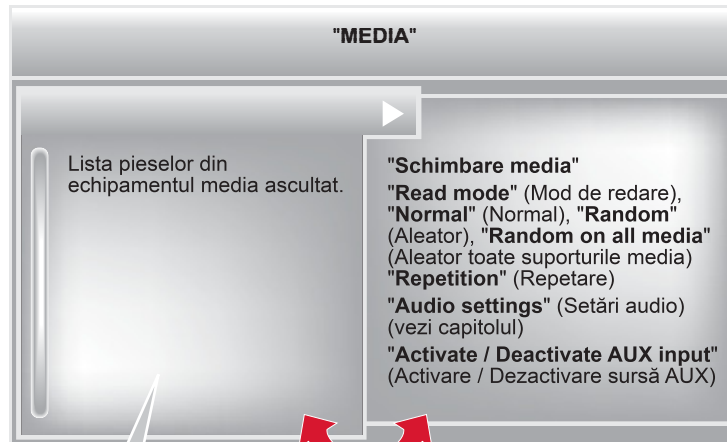 "MEDIA"
Lista pieselor din
echipamentul media ascultat.
"Schimbare media"
"Read mode" (Mod de redare),
"Normal" (Normal), "Random"
(Aleator), "Random on all media"
(Aleator toate suporturile media)
"Repetition" (Repetare)
"Audio settings" (Setări audio)
(vezi capitolul)
"Activate / Deactivate AUX input"
(Activare / Dezactivare sursă AUX)